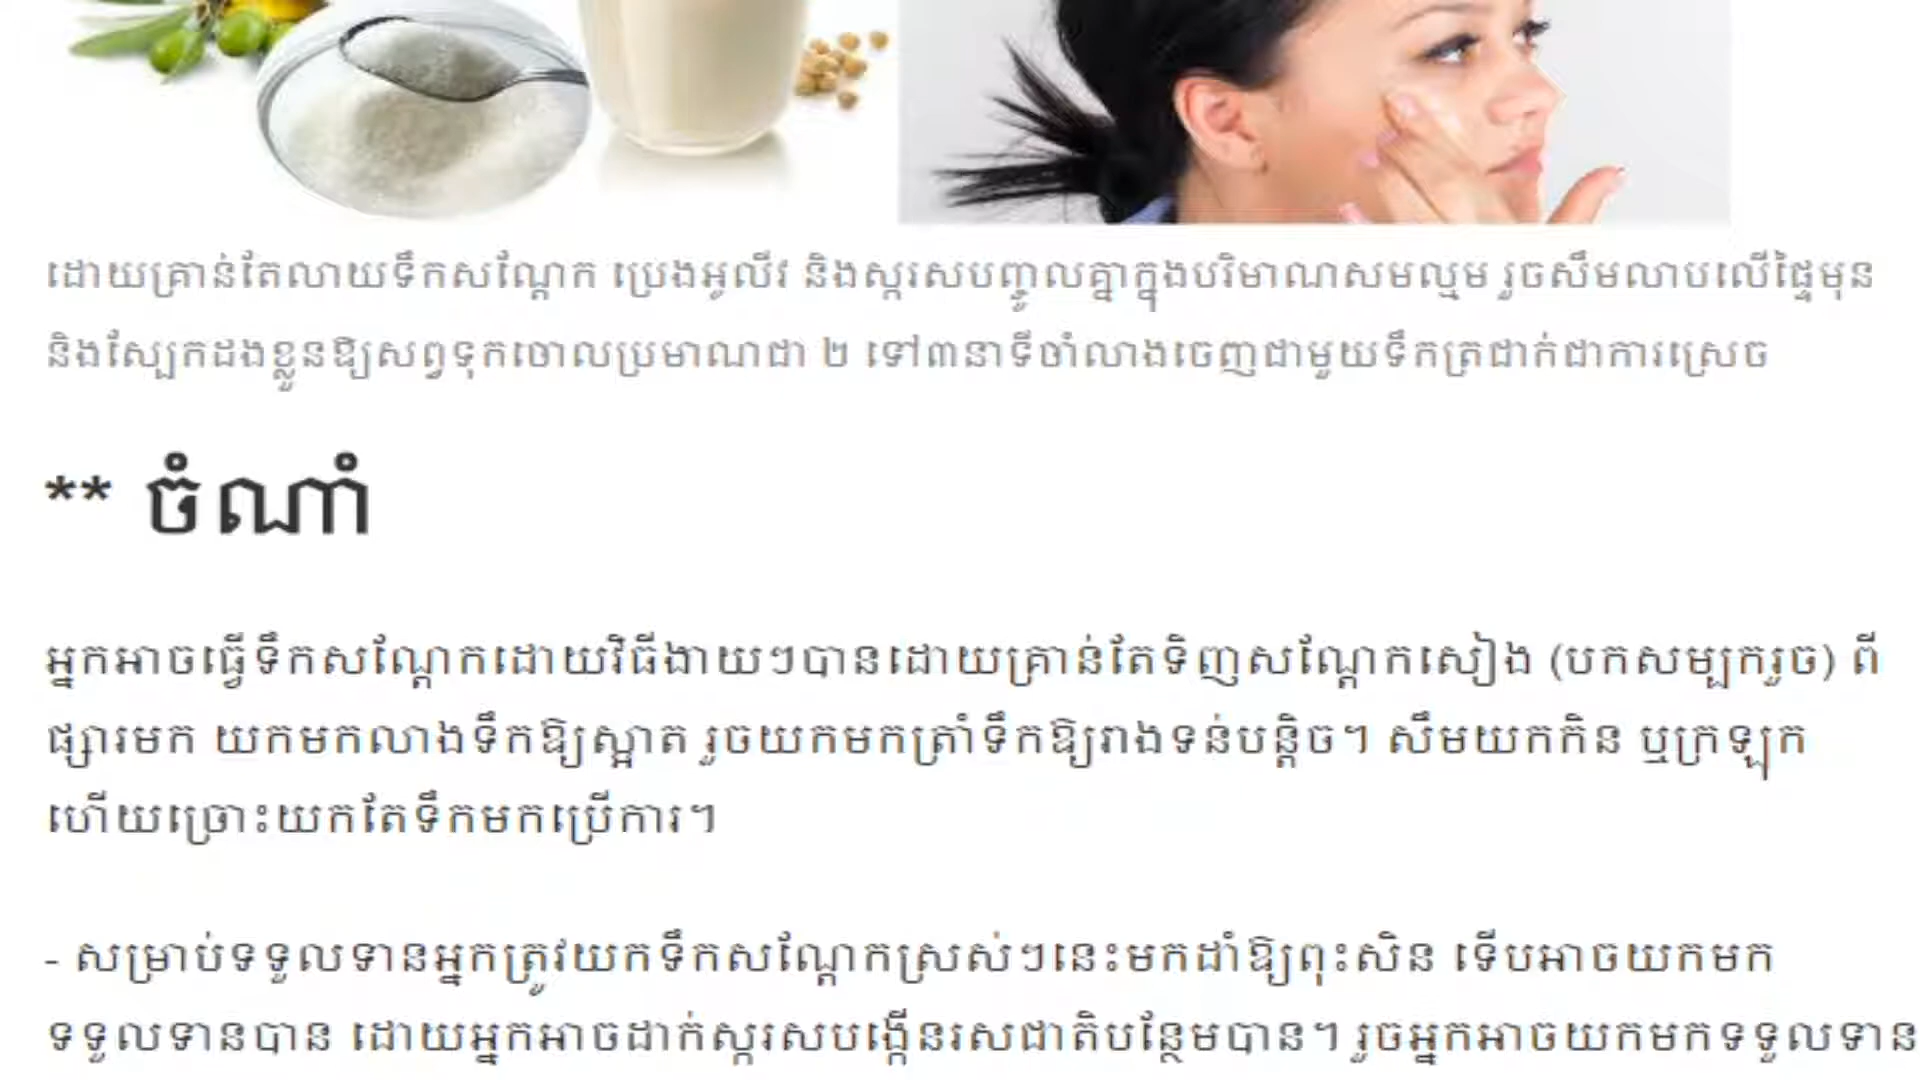 ដោយគ្រាន់តែលាយទឹកសណ្ដែក ប្រេងអូលីវ និងស្ករសបញ្ចូលគ្នាក្នុងបរិមាណសមល្មម រួចសឹមលាបលើផ្ទៃមុន
និងស្បែកដងខ្លួនឱ្យសព្វទុកចោលប្រមាណជា ២ ទៅ៣នាទីចាំលាងចេញជាមួយទឹកត្រជាក់ជាការស្រេច
** ចំណាំ
អ្នកអាចធ្វើទឹកសណ្ដែកដោយវិធីងាយៗបានដោយគ្រាន់តែទិញសណ្ដែកសៀង (បកសម្បករួច) ពី
ផ្សារមក យកមកលាងទឹកឱ្យស្អាត រួចយកមកត្រាំទឹកឱ្យរាងទន់បន្តិច។ សឹមយកកិន ឬក្រឡុក
ហើយច្រោះយកតែទឹកមកប្រើការ។
- សម្រាប់ទទួលទានអ្នកត្រូវយកទឹកសណ្ដែកស្រស់ៗនេះមកដាំឱ្យពុះសិន ទើបអាចយកមក
ទទួលទានបាន ដោយអ្នកអាចដាក់ស្ករសបង្កើនរសជាតិបន្ថែមបាន។ រួចអ្នកអាចយកមកទទួលទាន